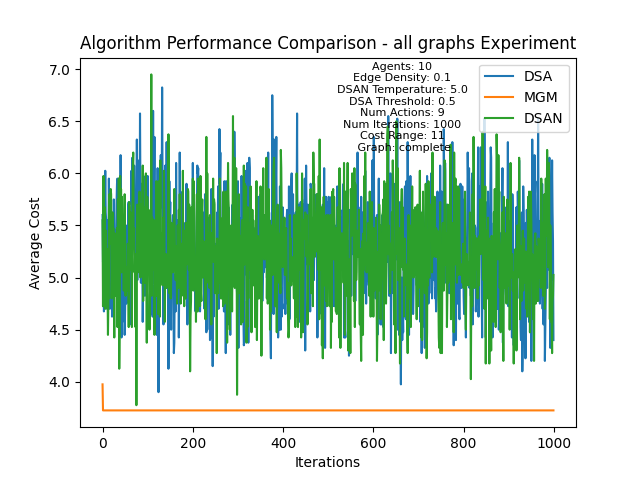 Algorithm Performance Comparison - all graphs Experiment
Agents: 10
Edge Density: 0.1
DSAN Temperature: 5.0
DSA Threshold: 0.5
Num Actions: 9
Num Iterations: 1000
Cost Range: 11
Graph: complete
DSA
MGM
DSAN
Average Cost
7.0
6.5
6.0
5.5
5.0
4.5
4.0
0 200 400 600 800 1000
Iterations